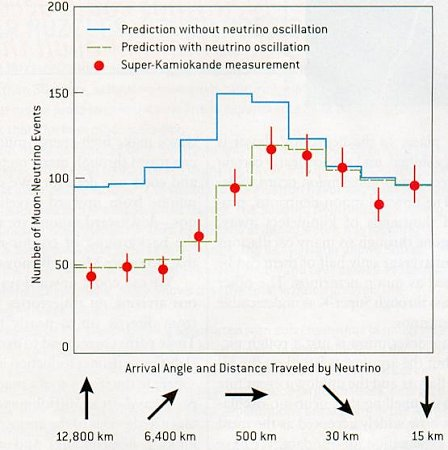 200
Prediction without neutrino oscillation
Prediction with neutrino oscillation
Super-Kamiokande measurement
150
100
50
0
Number of Muon-Neutrino Events
Arrival Angle and Distance Traveled by Neutrino
12,800 km 6,400 km 500 km 30 km 15 km